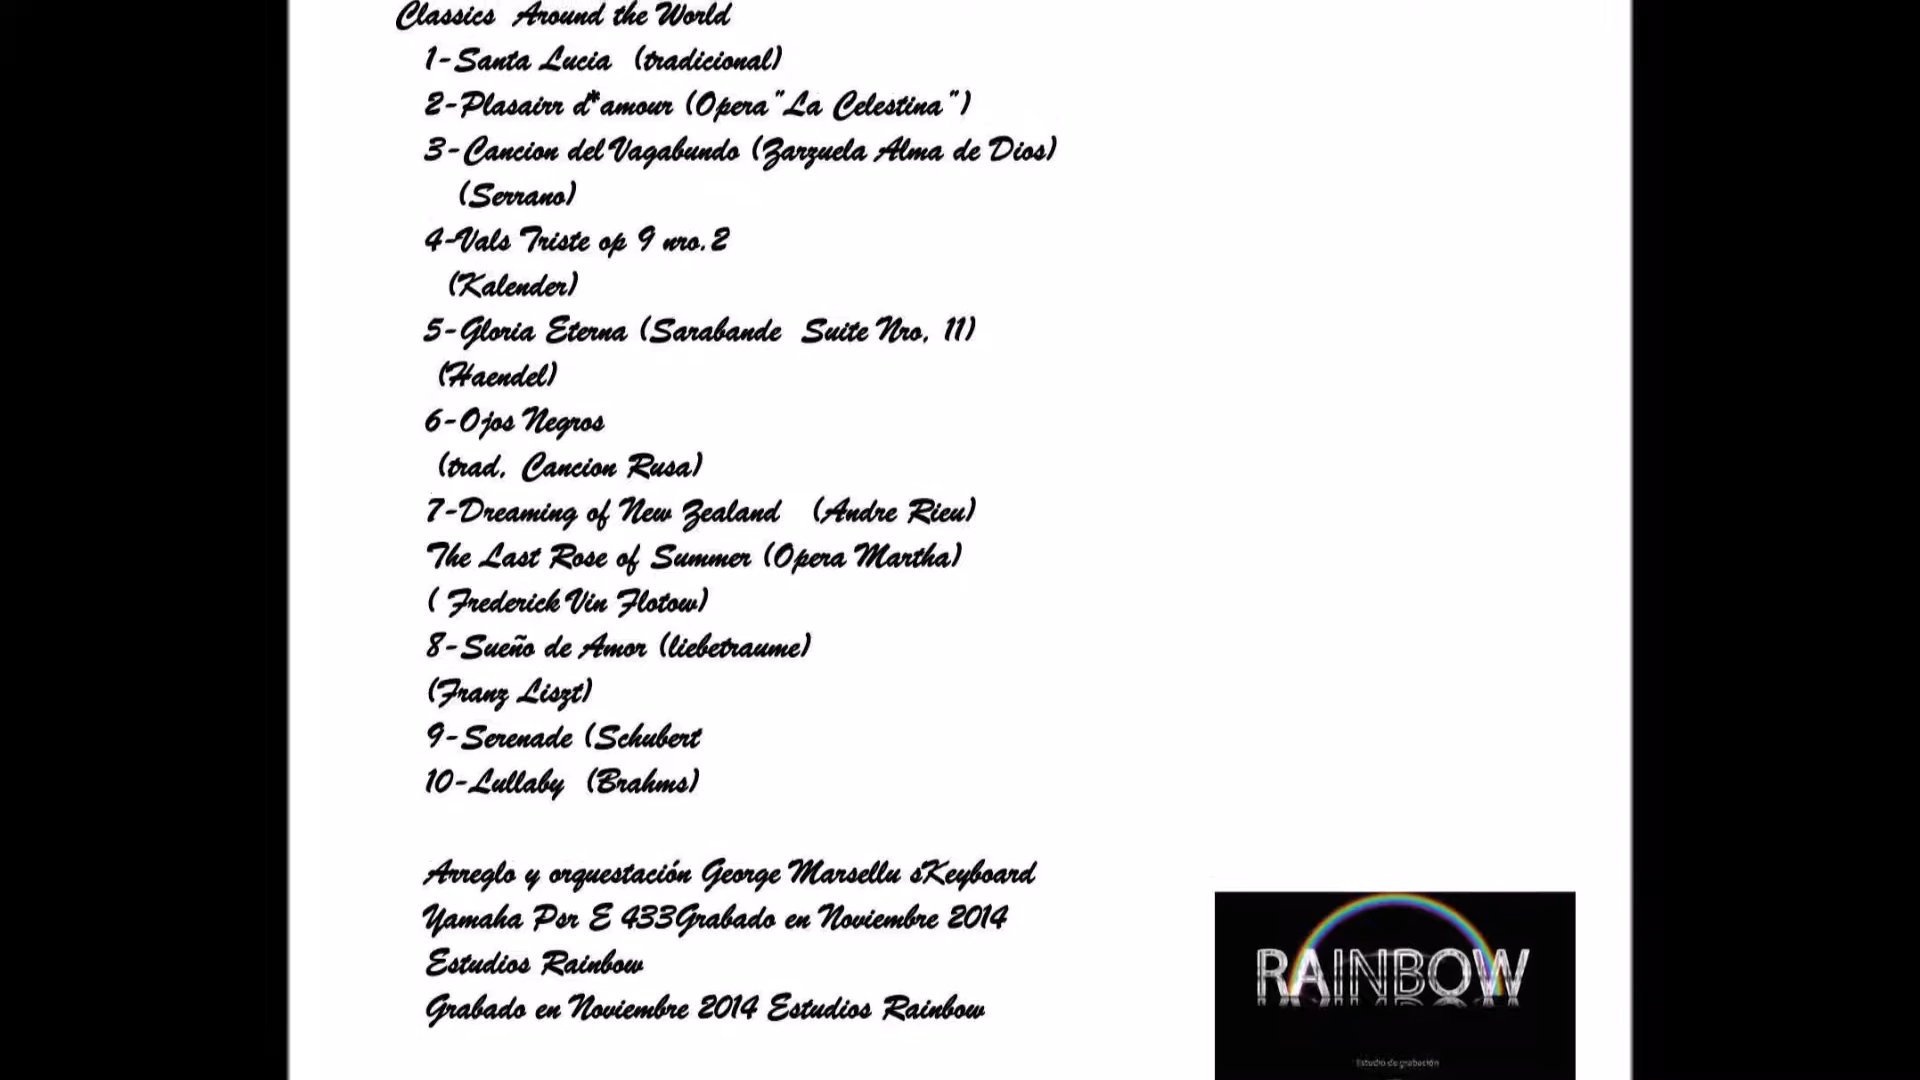 Classics Around the World
1-Santa Lucia (tradicional)
2-Plasairr d*amour (Opera"La Celestina")
3-Cancion del Vagabundo (Zarzuela Alma de Dios)
(Serrano)
4-Vals Triste op 9 nro.2
(Kalender)
5-Gloria Eterna (Sarabande Suite Nro, 11)
(Haendel)
6-Ojos Negros
(trad, Cancion Rusa)
7-Dreaming of New Zealand (Andre Rieu)
The Last Rose of Summer (Opera Martha)
( Frederick Vin Flotow)
8-Sueño de Amor (liebetraume)
(Franz Liszt)
9-Serenade (Schubert
10-Lullaby (Brahms)
Arreglo y orquestación George Marsellu sKeyboard
Yamaha Psr E 433Grabado en Noviembre 2014
Estudios Rainbow
Grabado en Noviembre 2014 Estudios Rainbow
RAINBOW
Estudio de grabación